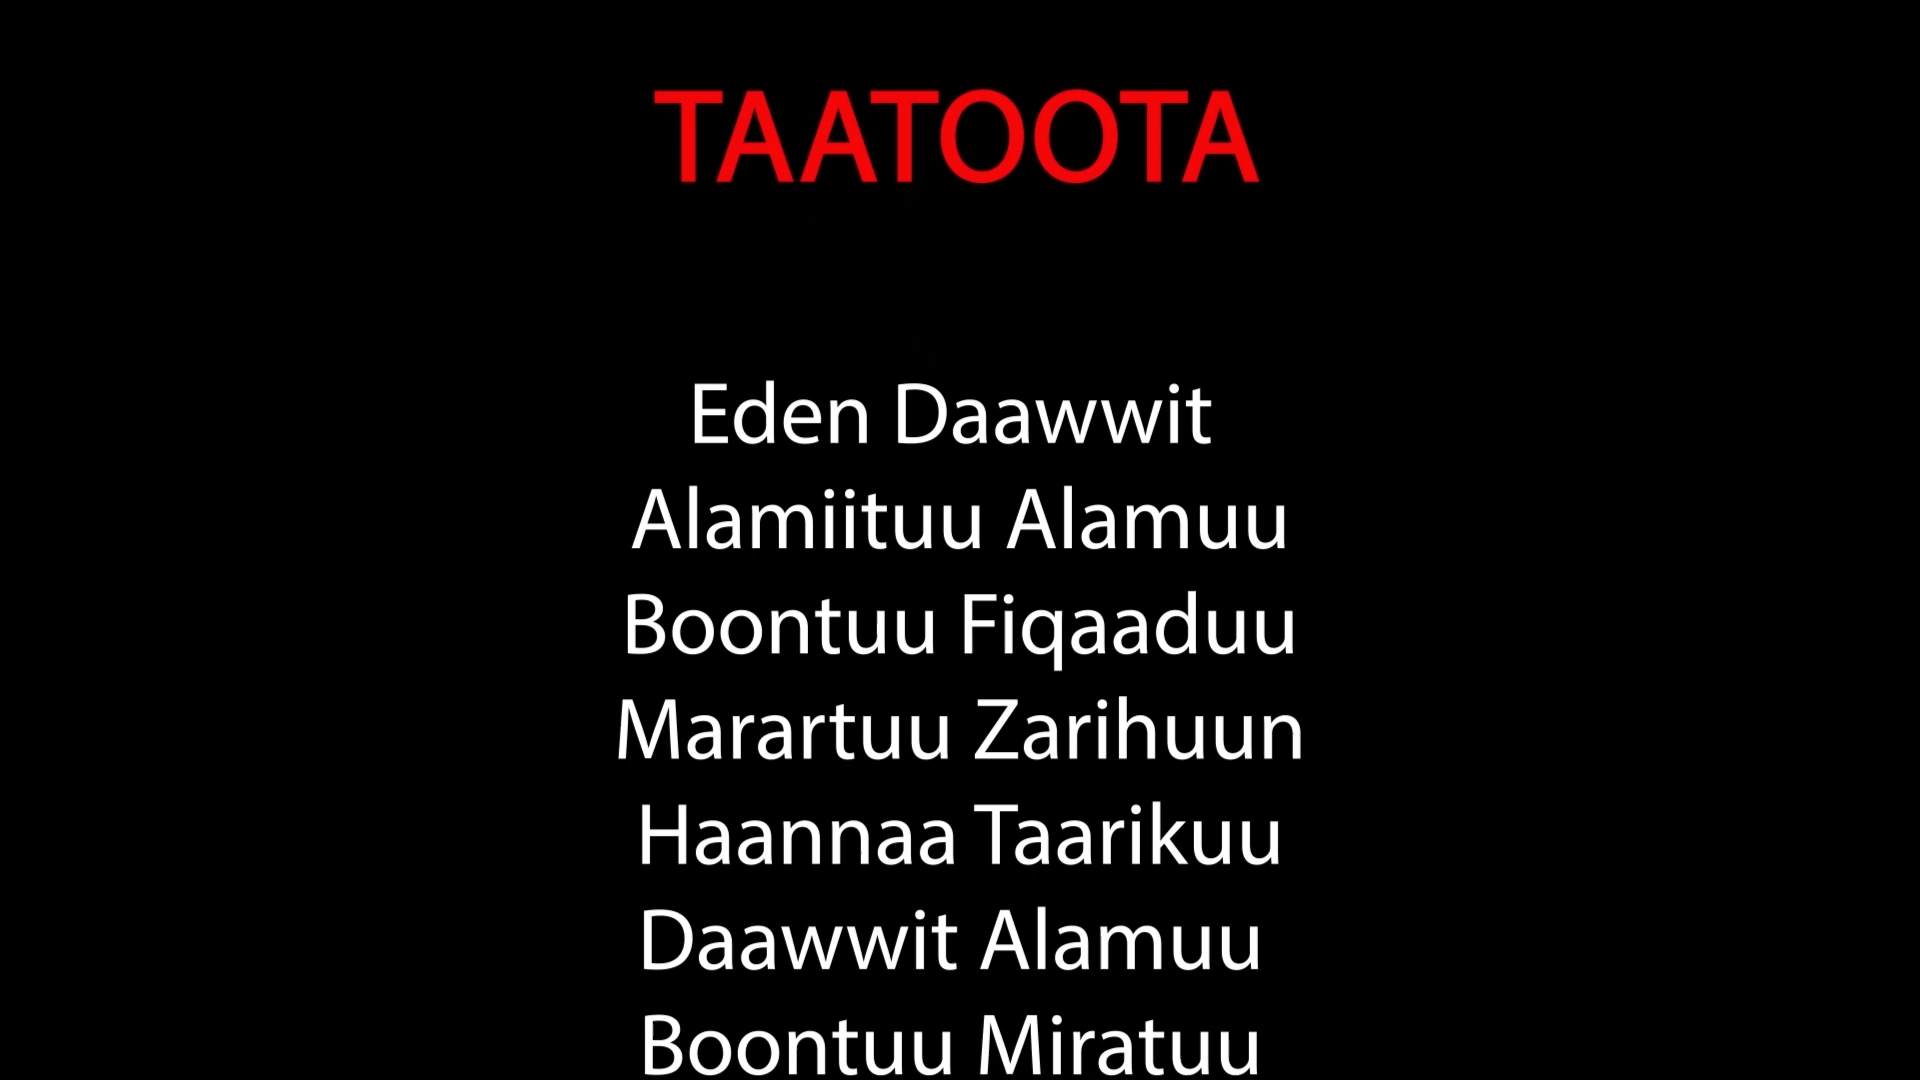 TAATOOTA
Eden Daawwit
Alamiituu Alamuu
Boontuu Fiqaaduu
Marartuu Zarihuun
Haannaa Taarikuu
Daawwit Alamuu
Boontuu Miratuu